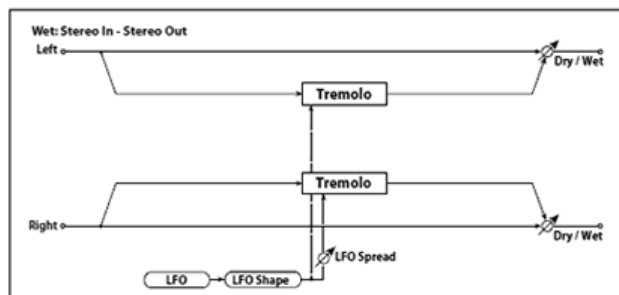 Wet: Stereo In - Stereo Out
Left
Dry / Wet
Tremolo
Tremolo
Right
Dry / Wet
LFO Spread
LFO
LFO Shape